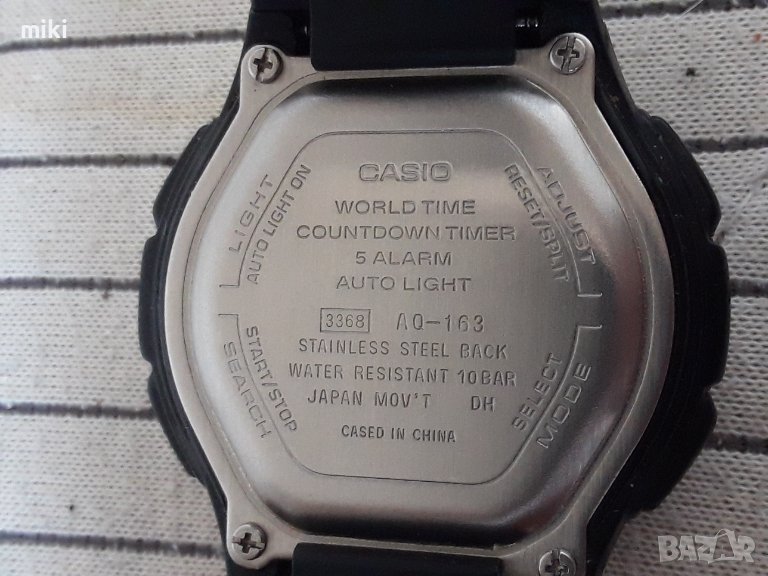 miki
CASIO
WORLD TIME
COUNTDOWN TIMER
5 ALARM
AUTO LIGHT
3368 AQ-163
STAINLESS STEEL BACK
WATER RESISTANT 10BAR
JAPAN MOV'T DH
CASED IN CHINA
LIGHT
AUTO LIGHT ON
ADJUST
RESET/SPLIT
START/STOP
SEARCH
SELECT
MODE
BAZAR